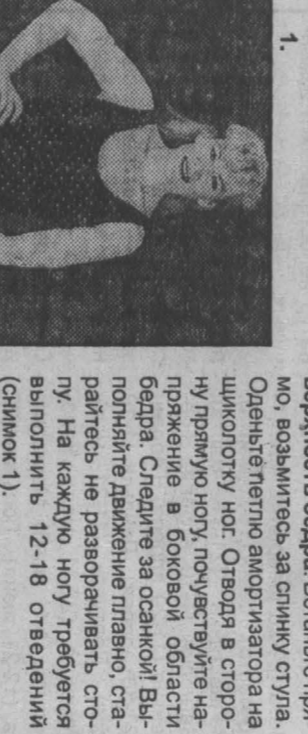 1.
мо, возьмитесь за спинку стула.
Оденьте петлю амортизатора на
щиколотку ног. Отводя в сторо-
ну прямую ногу, почувствуйте на-
пряжение в боковой области
бедра. Следите за осанкой! Вы-
полняйте движение плавно, ста-
райтесь не разворачивать сто-
пу. На каждую ногу требуется
выполнить 12-18 отведений
(снимок 1).